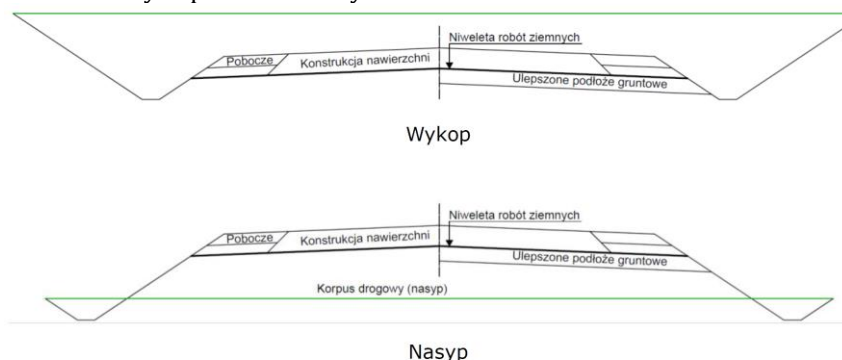 Niweleta robót ziemnych
Pobocze
Konstrukcja nawierzchni
Ulepszone podłoże gruntowe
Wykop
Niweleta robót ziemnych
Pobocze
Konstrukcja nawierzchni
Ulepszone podłoże gruntowe
Korpus drogowy (nasyp)
Nasyp